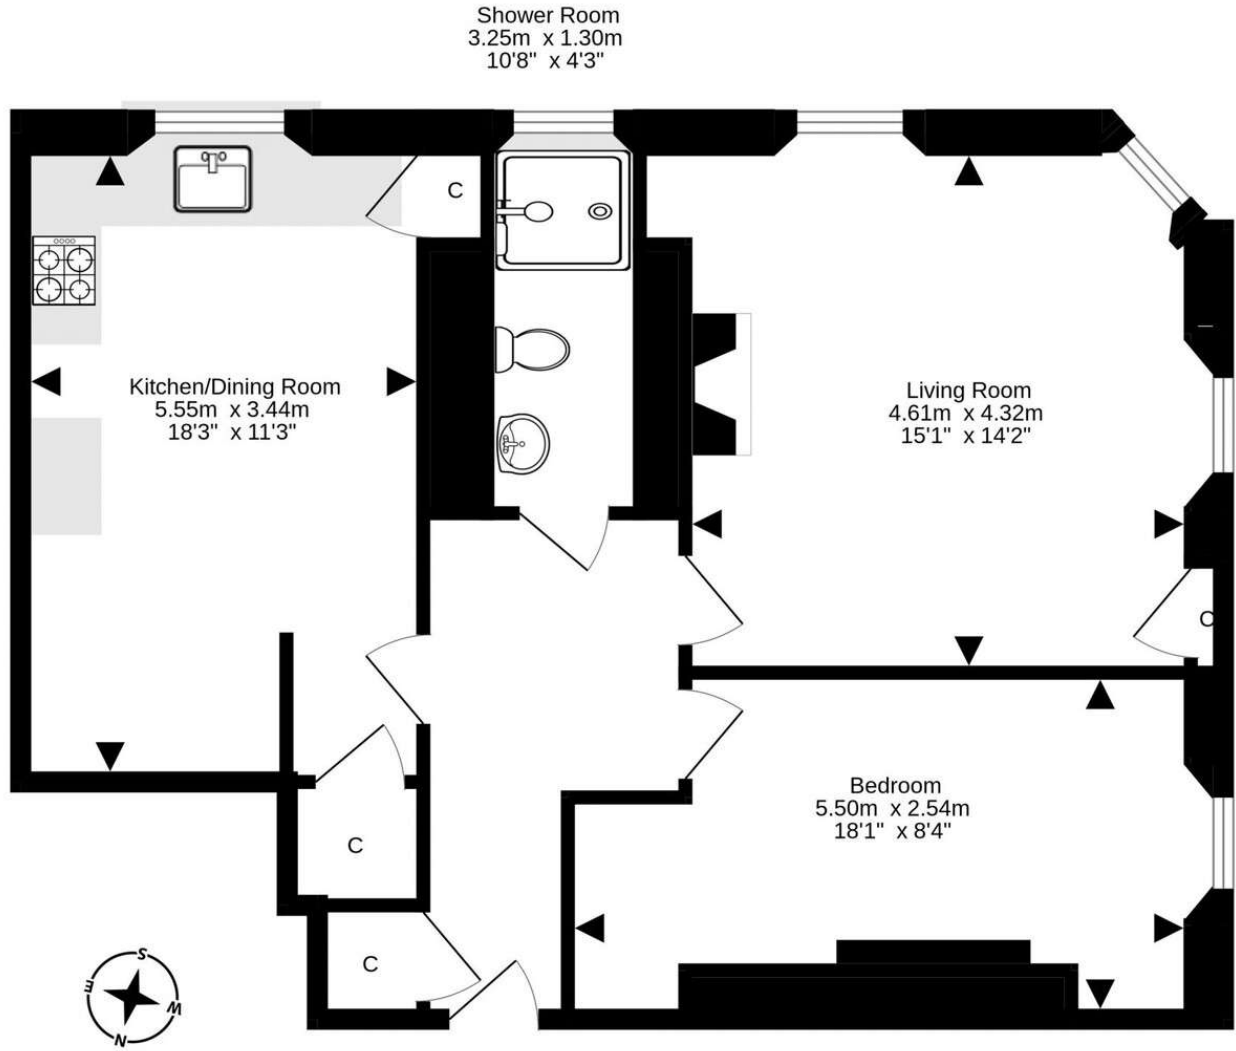 Shower Room
3.25m x 1.30m
10'8" x 4'3"
C
Kitchen/Dining Room
5.55m x 3.44m
18'3" x 11'3"
Living Room
4.61m x 4.32m
15'1" x 14'2"
C
Bedroom
5.50m x 2.54m
18'1" x 8'4"
C
C
S
E
W
N